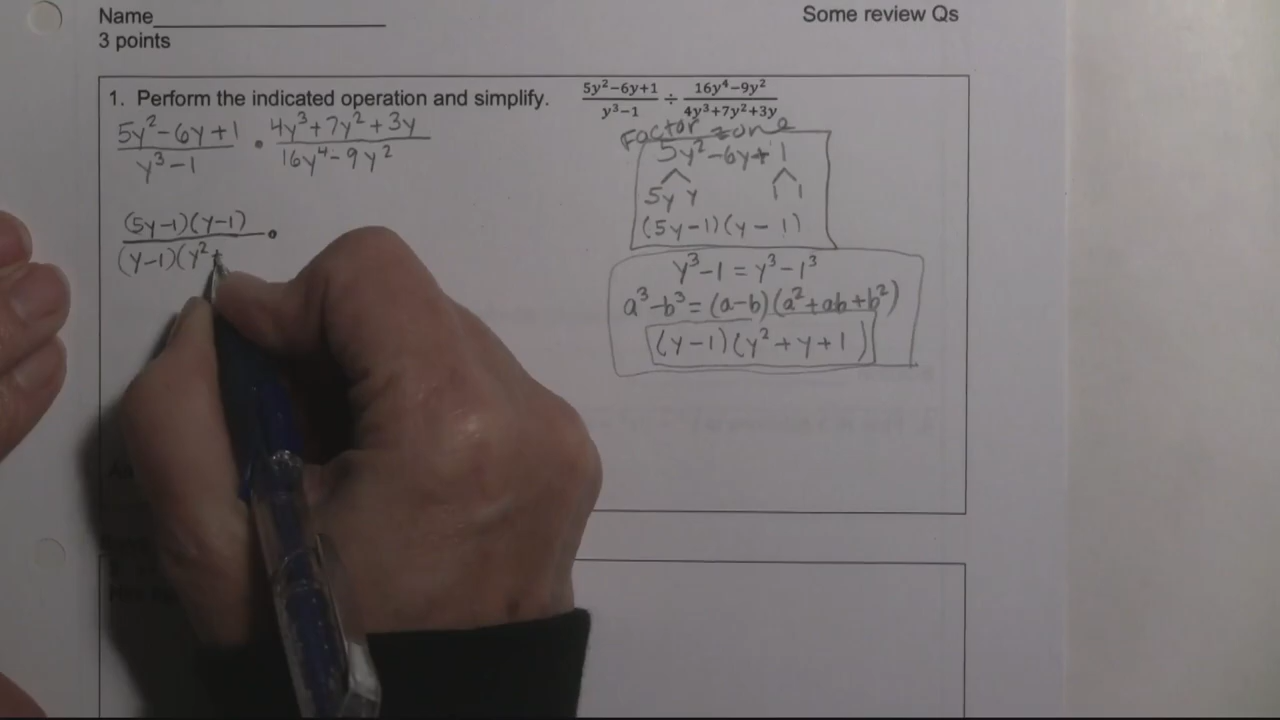 Name____________________ Some review Qs
3 points
1. Perform the indicated operation and simplify. (5y²−6y+1)/(y³−1) ÷ (16y⁴−9y²)/(4y³+7y²+3y)
(5y²−6y+1)/(y³−1) • (4y³+7y²+3y)/(16y⁴−9y²)
Factor zone
5y²−6y+1
5y y 1 1
(5y−1)(y−1)
y³−1 = y³−1³
a³−b³ = (a−b)(a²+ab+b²)
(y−1)(y²+y+1)
(5y−1)(y−1) •
(y−1)(y²+